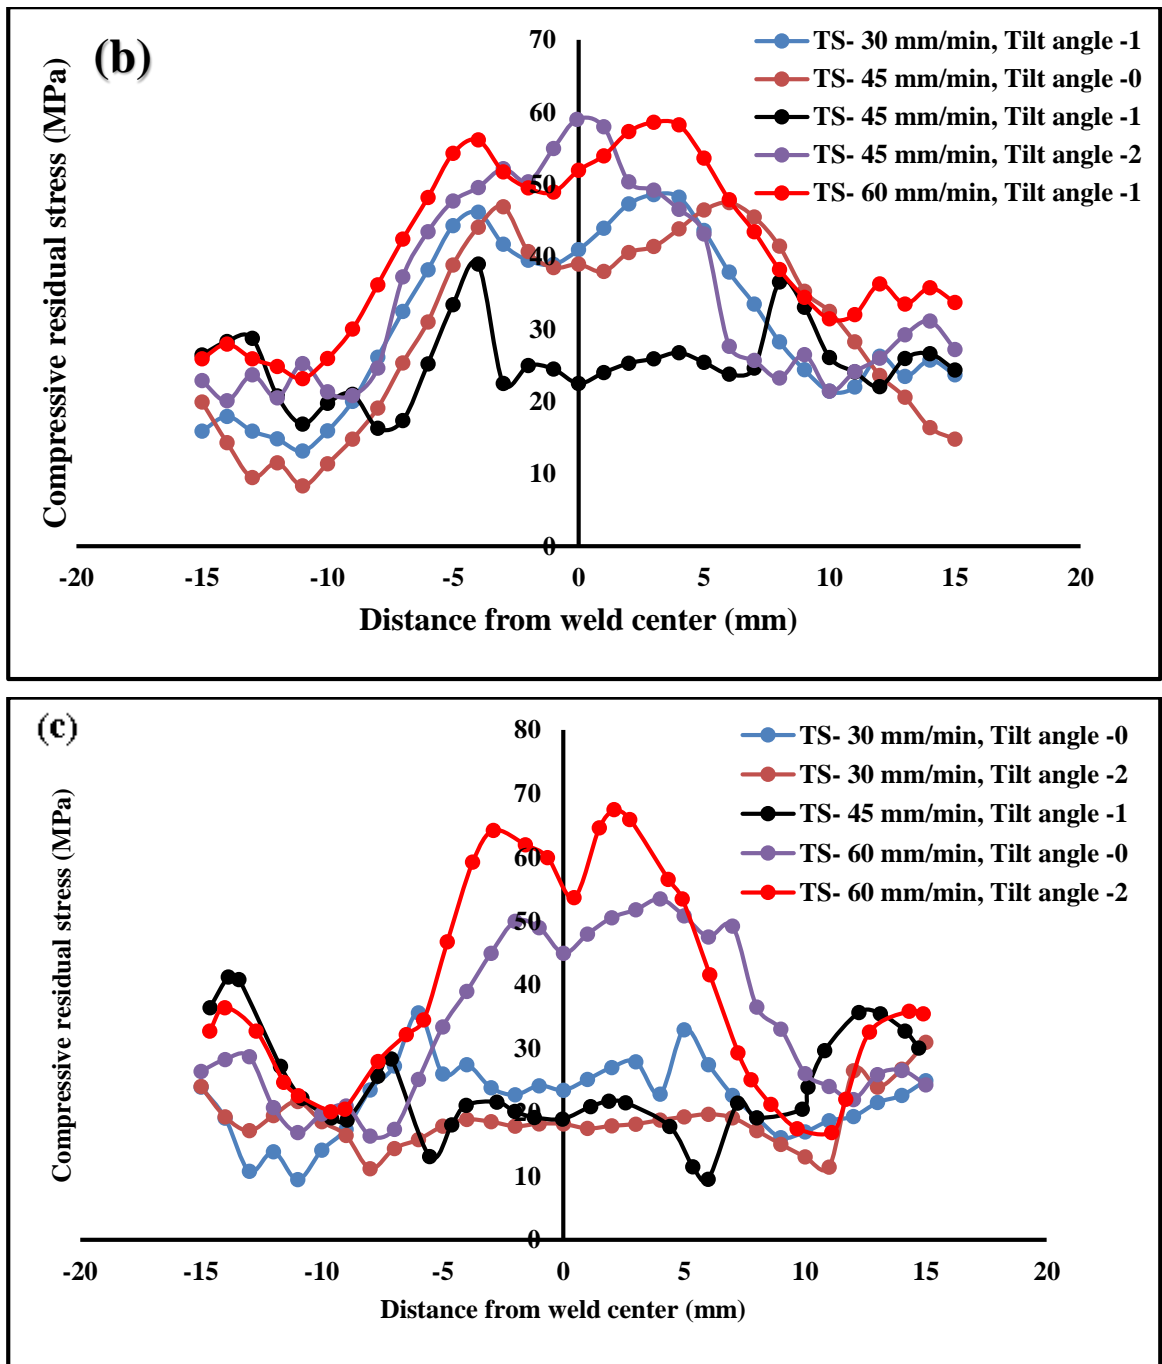 (b)
70
60
50
40
30
20
10
0
Compressive residual stress (MPa)
TS- 30 mm/min, Tilt angle -1
TS- 45 mm/min, Tilt angle -0
TS- 45 mm/min, Tilt angle -1
TS- 45 mm/min, Tilt angle -2
TS- 60 mm/min, Tilt angle -1
-20 -15 -10 -5 0 5 10 15 20
Distance from weld center (mm)
(c)
80
70
60
50
40
30
20
10
0
Compressive residual stress (MPa)
TS- 30 mm/min, Tilt angle -0
TS- 30 mm/min, Tilt angle -2
TS- 45 mm/min, Tilt angle -1
TS- 60 mm/min, Tilt angle -0
TS- 60 mm/min, Tilt angle -2
-20 -15 -10 -5 0 5 10 15 20
Distance from weld center (mm)